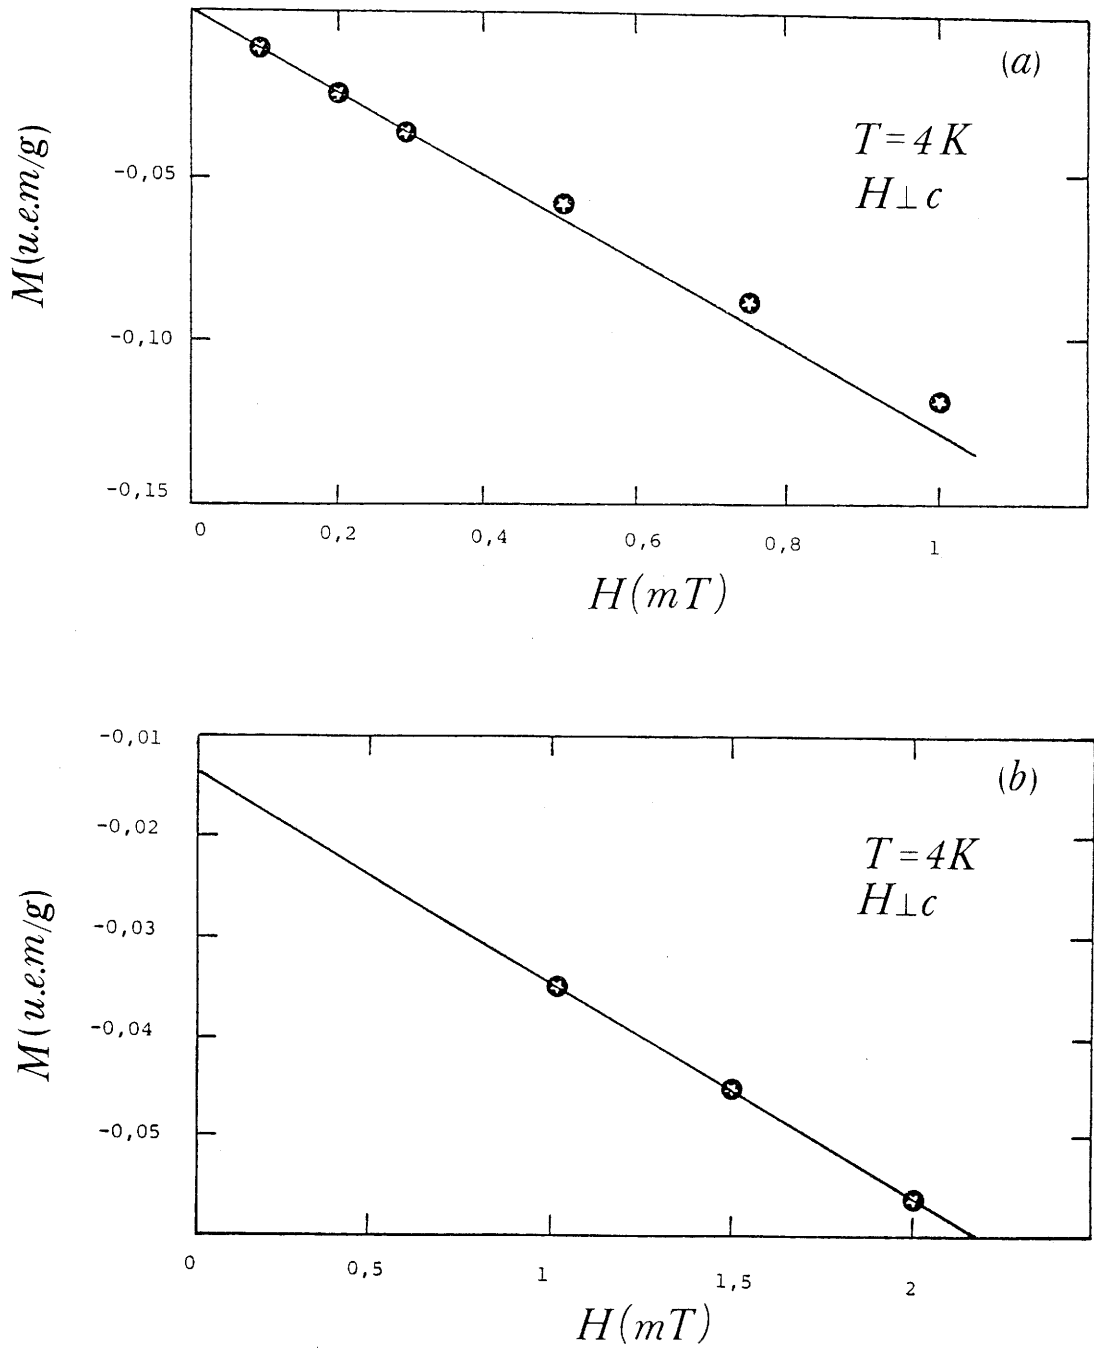 (a)
T = 4 K
H⊥c
M(u.e.m/g)
-0,05
-0,10
-0,15
0
0,2
0,4
0,6
0,8
1
H(mT)
(b)
T = 4K
H⊥c
M(u.e.m/g)
-0,01
-0,02
-0,03
-0,04
-0,05
0
0,5
1
1,5
2
H(mT)